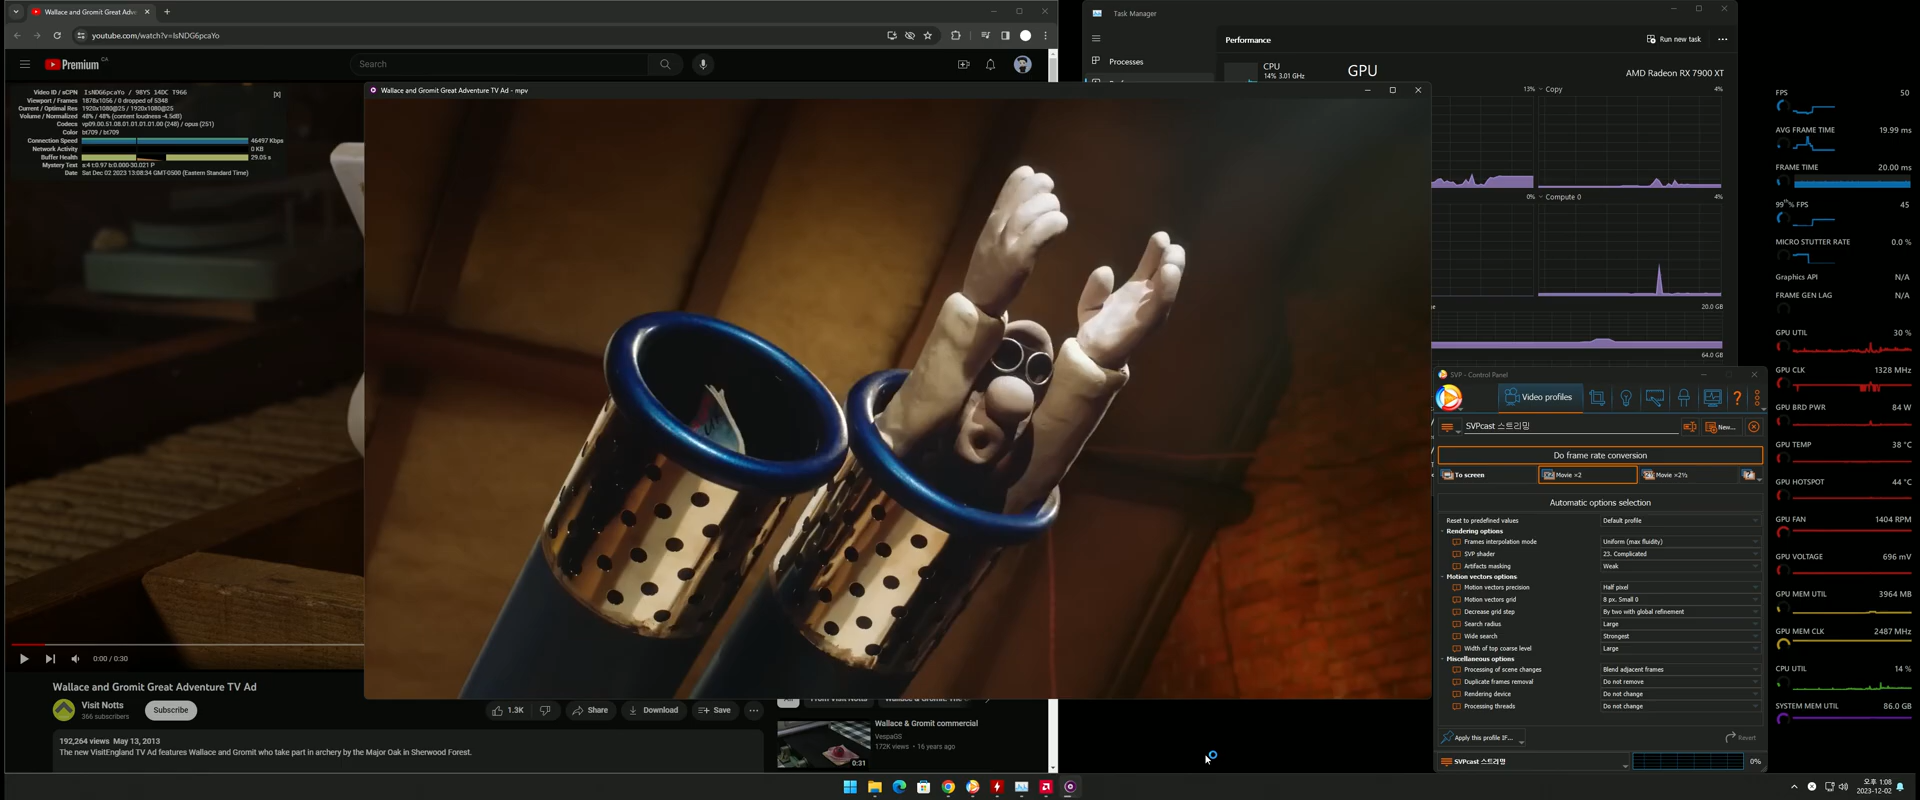 Wallace and Gromit Great Adve
youtube.com/watch?v=IsNDG6pcaYo
Premium CA
Search
Video ID / sCPN IsNDG6pcaYo / 98YS 14DC T966
Viewport / Frames 1878x1056 / 0 dropped of 5348
Current / Optimal Res 1920x1080@25 / 1920x1080@25
Volume / Normalized 48% / 48% (content loudness -4.5dB)
Codecs vp09.00.51.08.01.01.01.01.00 (248) / opus (251)
Color bt709 / bt709
Connection Speed 46497 Kbps
Network Activity 0 KB
Buffer Health 29.05 s
Mystery Text s:4 t:0.97 b:0.000-30.021 P
Date Sat Dec 02 2023 13:08:34 GMT-0500 (Eastern Standard Time)
[X]
0:00 / 0:30
Wallace and Gromit Great Adventure TV Ad
Visit Notts
366 subscribers
Subscribe
1.3K
Share
Download
Save
192,264 views May 13, 2013
The new VisitEngland TV Ad features Wallace and Gromit who take part in archery by the Major Oak in Sherwood Forest.
Wallace & Gromit commercial
VespaGS
172K views • 16 years ago
0:31
Wallace and Gromit Great Adventure TV Ad - mpv
Task Manager
Performance
Run new task
Processes
CPU
14% 3.01 GHz
GPU
AMD Radeon RX 7900 XT
13%
Copy
4%
0%
Compute 0
4%
20.0 GB
64.0 GB
SVP - Control Panel
Video profiles
SVPcast 스트리밍
New...
Do frame rate conversion
To screen
Movie ×2
Movie ×2½
Automatic options selection
Reset to predefined values Default profile
Rendering options
Frames interpolation mode Uniform (max fluidity)
SVP shader 23. Complicated
Artifacts masking Weak
Motion vectors options
Motion vectors precision Half pixel
Motion vectors grid 8 px. Small 0
Decrease grid step By two with global refinement
Search radius Large
Wide search Strongest
Width of top coarse level Large
Miscellaneous options
Processing of scene changes Blend adjacent frames
Duplicate frames removal Do not remove
Rendering device Do not change
Processing threads Do not change
Apply this profile IF...
Revert
SVPcast 스트리밍
0%
FPS 50
AVG FRAME TIME 19.99 ms
FRAME TIME 20.00 ms
99th% FPS 45
MICRO STUTTER RATE 0.0 %
Graphics API N/A
FRAME GEN LAG N/A
GPU UTIL 30 %
GPU CLK 1328 MHz
GPU BRD PWR 84 W
GPU TEMP 38 °C
GPU HOTSPOT 44 °C
GPU FAN 1404 RPM
GPU VOLTAGE 696 mV
GPU MEM UTIL 3964 MB
GPU MEM CLK 2487 MHz
CPU UTIL 14 %
SYSTEM MEM UTIL 86.0 GB
오후 1:08
2023-12-02